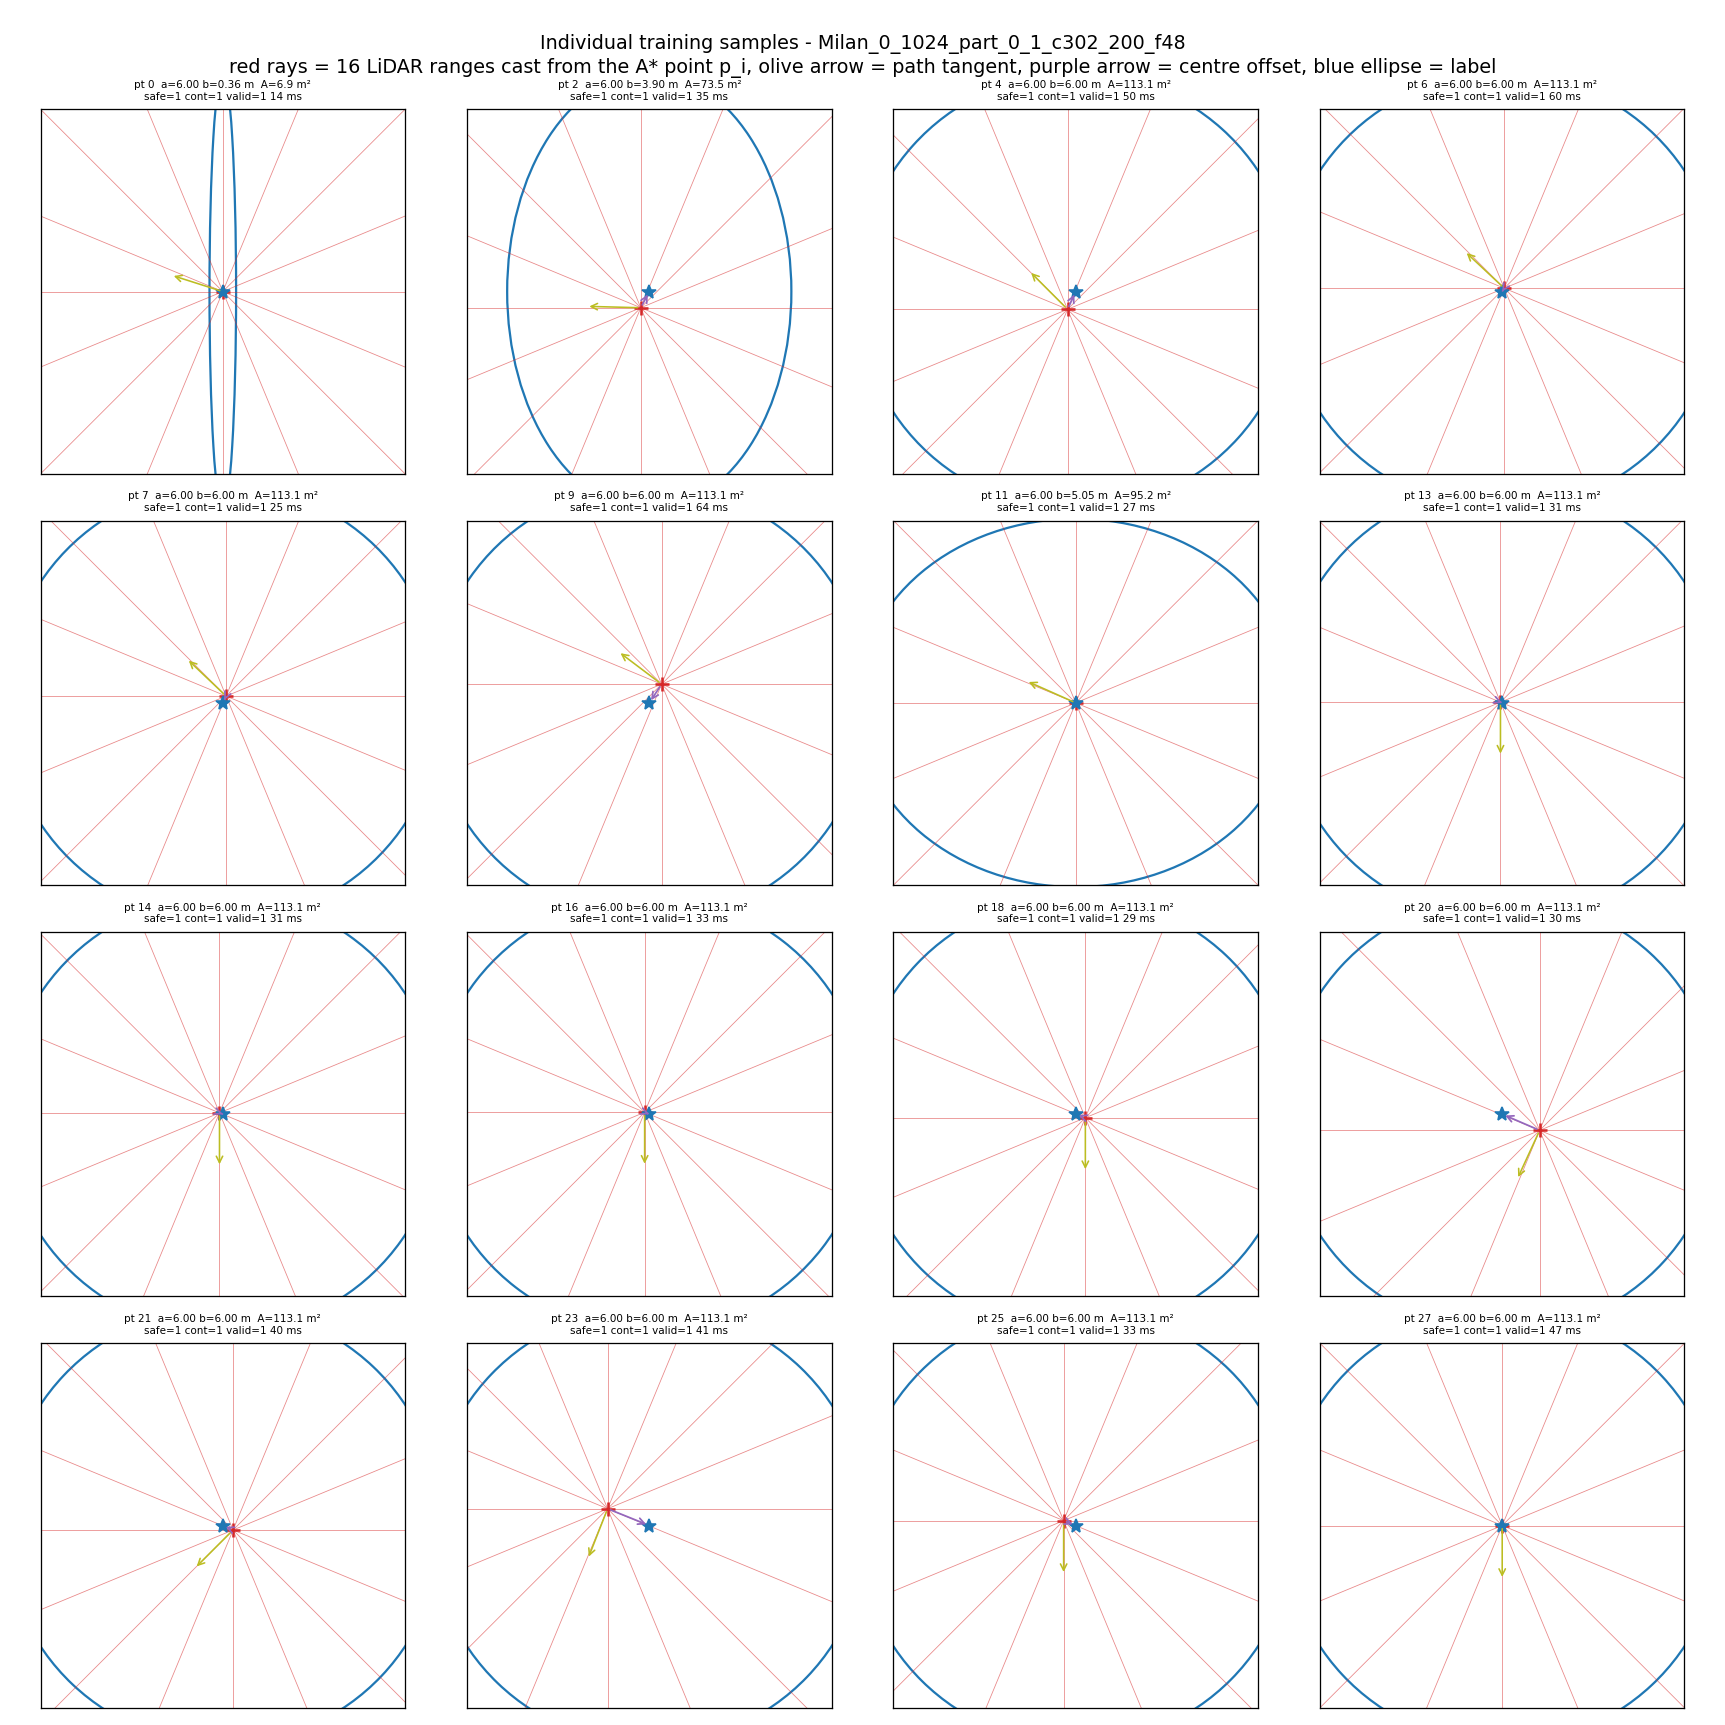 Individual training samples - Milan_0_1024_part_0_1_c302_200_f48
red rays = 16 LiDAR ranges cast from the A* point p_i, olive arrow = path tangent, purple arrow = centre offset, blue ellipse = label
pt 0  a=6.00 b=0.36 m  A=6.9 m²
safe=1 cont=1 valid=1 14 ms
pt 2  a=6.00 b=3.90 m  A=73.5 m²
safe=1 cont=1 valid=1 35 ms
pt 4  a=6.00 b=6.00 m  A=113.1 m²
safe=1 cont=1 valid=1 50 ms
pt 6  a=6.00 b=6.00 m  A=113.1 m²
safe=1 cont=1 valid=1 60 ms
pt 7  a=6.00 b=6.00 m  A=113.1 m²
safe=1 cont=1 valid=1 25 ms
pt 9  a=6.00 b=6.00 m  A=113.1 m²
safe=1 cont=1 valid=1 64 ms
pt 11  a=6.00 b=5.05 m  A=95.2 m²
safe=1 cont=1 valid=1 27 ms
pt 13  a=6.00 b=6.00 m  A=113.1 m²
safe=1 cont=1 valid=1 31 ms
pt 14  a=6.00 b=6.00 m  A=113.1 m²
safe=1 cont=1 valid=1 31 ms
pt 16  a=6.00 b=6.00 m  A=113.1 m²
safe=1 cont=1 valid=1 33 ms
pt 18  a=6.00 b=6.00 m  A=113.1 m²
safe=1 cont=1 valid=1 29 ms
pt 20  a=6.00 b=6.00 m  A=113.1 m²
safe=1 cont=1 valid=1 30 ms
pt 21  a=6.00 b=6.00 m  A=113.1 m²
safe=1 cont=1 valid=1 40 ms
pt 23  a=6.00 b=6.00 m  A=113.1 m²
safe=1 cont=1 valid=1 41 ms
pt 25  a=6.00 b=6.00 m  A=113.1 m²
safe=1 cont=1 valid=1 33 ms
pt 27  a=6.00 b=6.00 m  A=113.1 m²
safe=1 cont=1 valid=1 47 ms